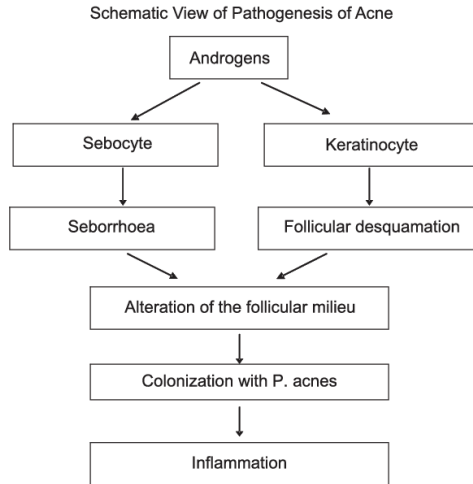 Schematic View of Pathogenesis of Acne
Androgens
Sebocyte
Keratinocyte
Seborrhoea
Follicular desquamation
Alteration of the follicular milieu
Colonization with P. acnes
Inflammation